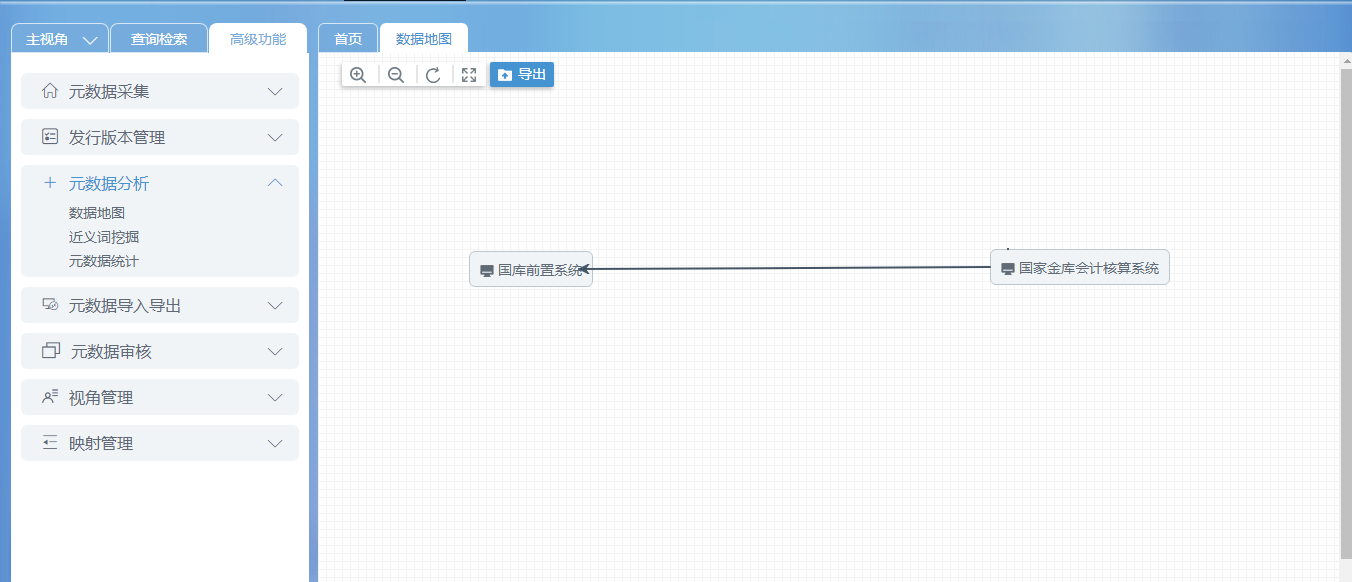 主视角
查询检索
高级功能
首页
数据地图
元数据采集
发行版本管理
元数据分析
数据地图
近义词挖掘
元数据统计
元数据导入导出
元数据审核
视角管理
映射管理
导出
国库前置系统
国家金库会计核算系统